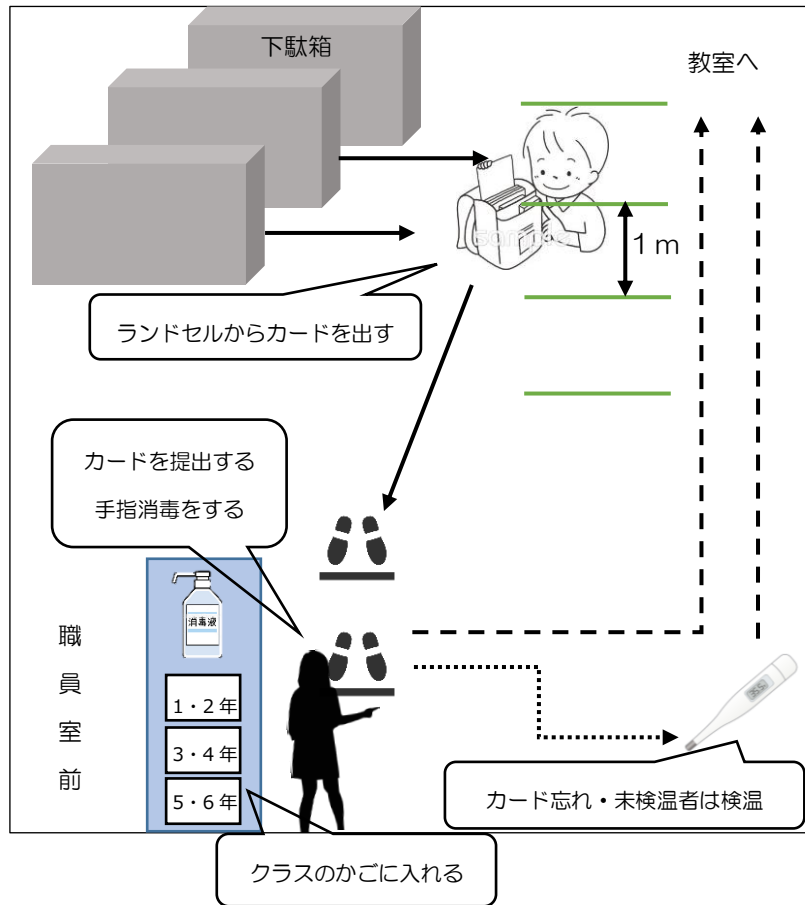 下駄箱
教室へ
sample
1m
ランドセルからカードを出す
カードを提出する
手指消毒をする
消毒液
職員室前
1・2年
3・4年
5・6年
カード忘れ・未検温者は検温
クラスのかごに入れる